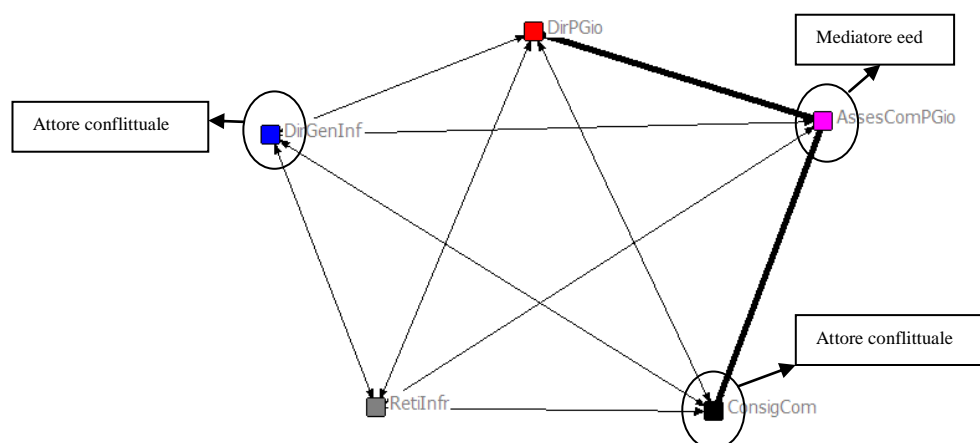 DirPGio
Mediatore eed
Attore conflittuale
DirGenInf
AssesComPGio
Attore conflittuale
RetiInfr
ConsigCom